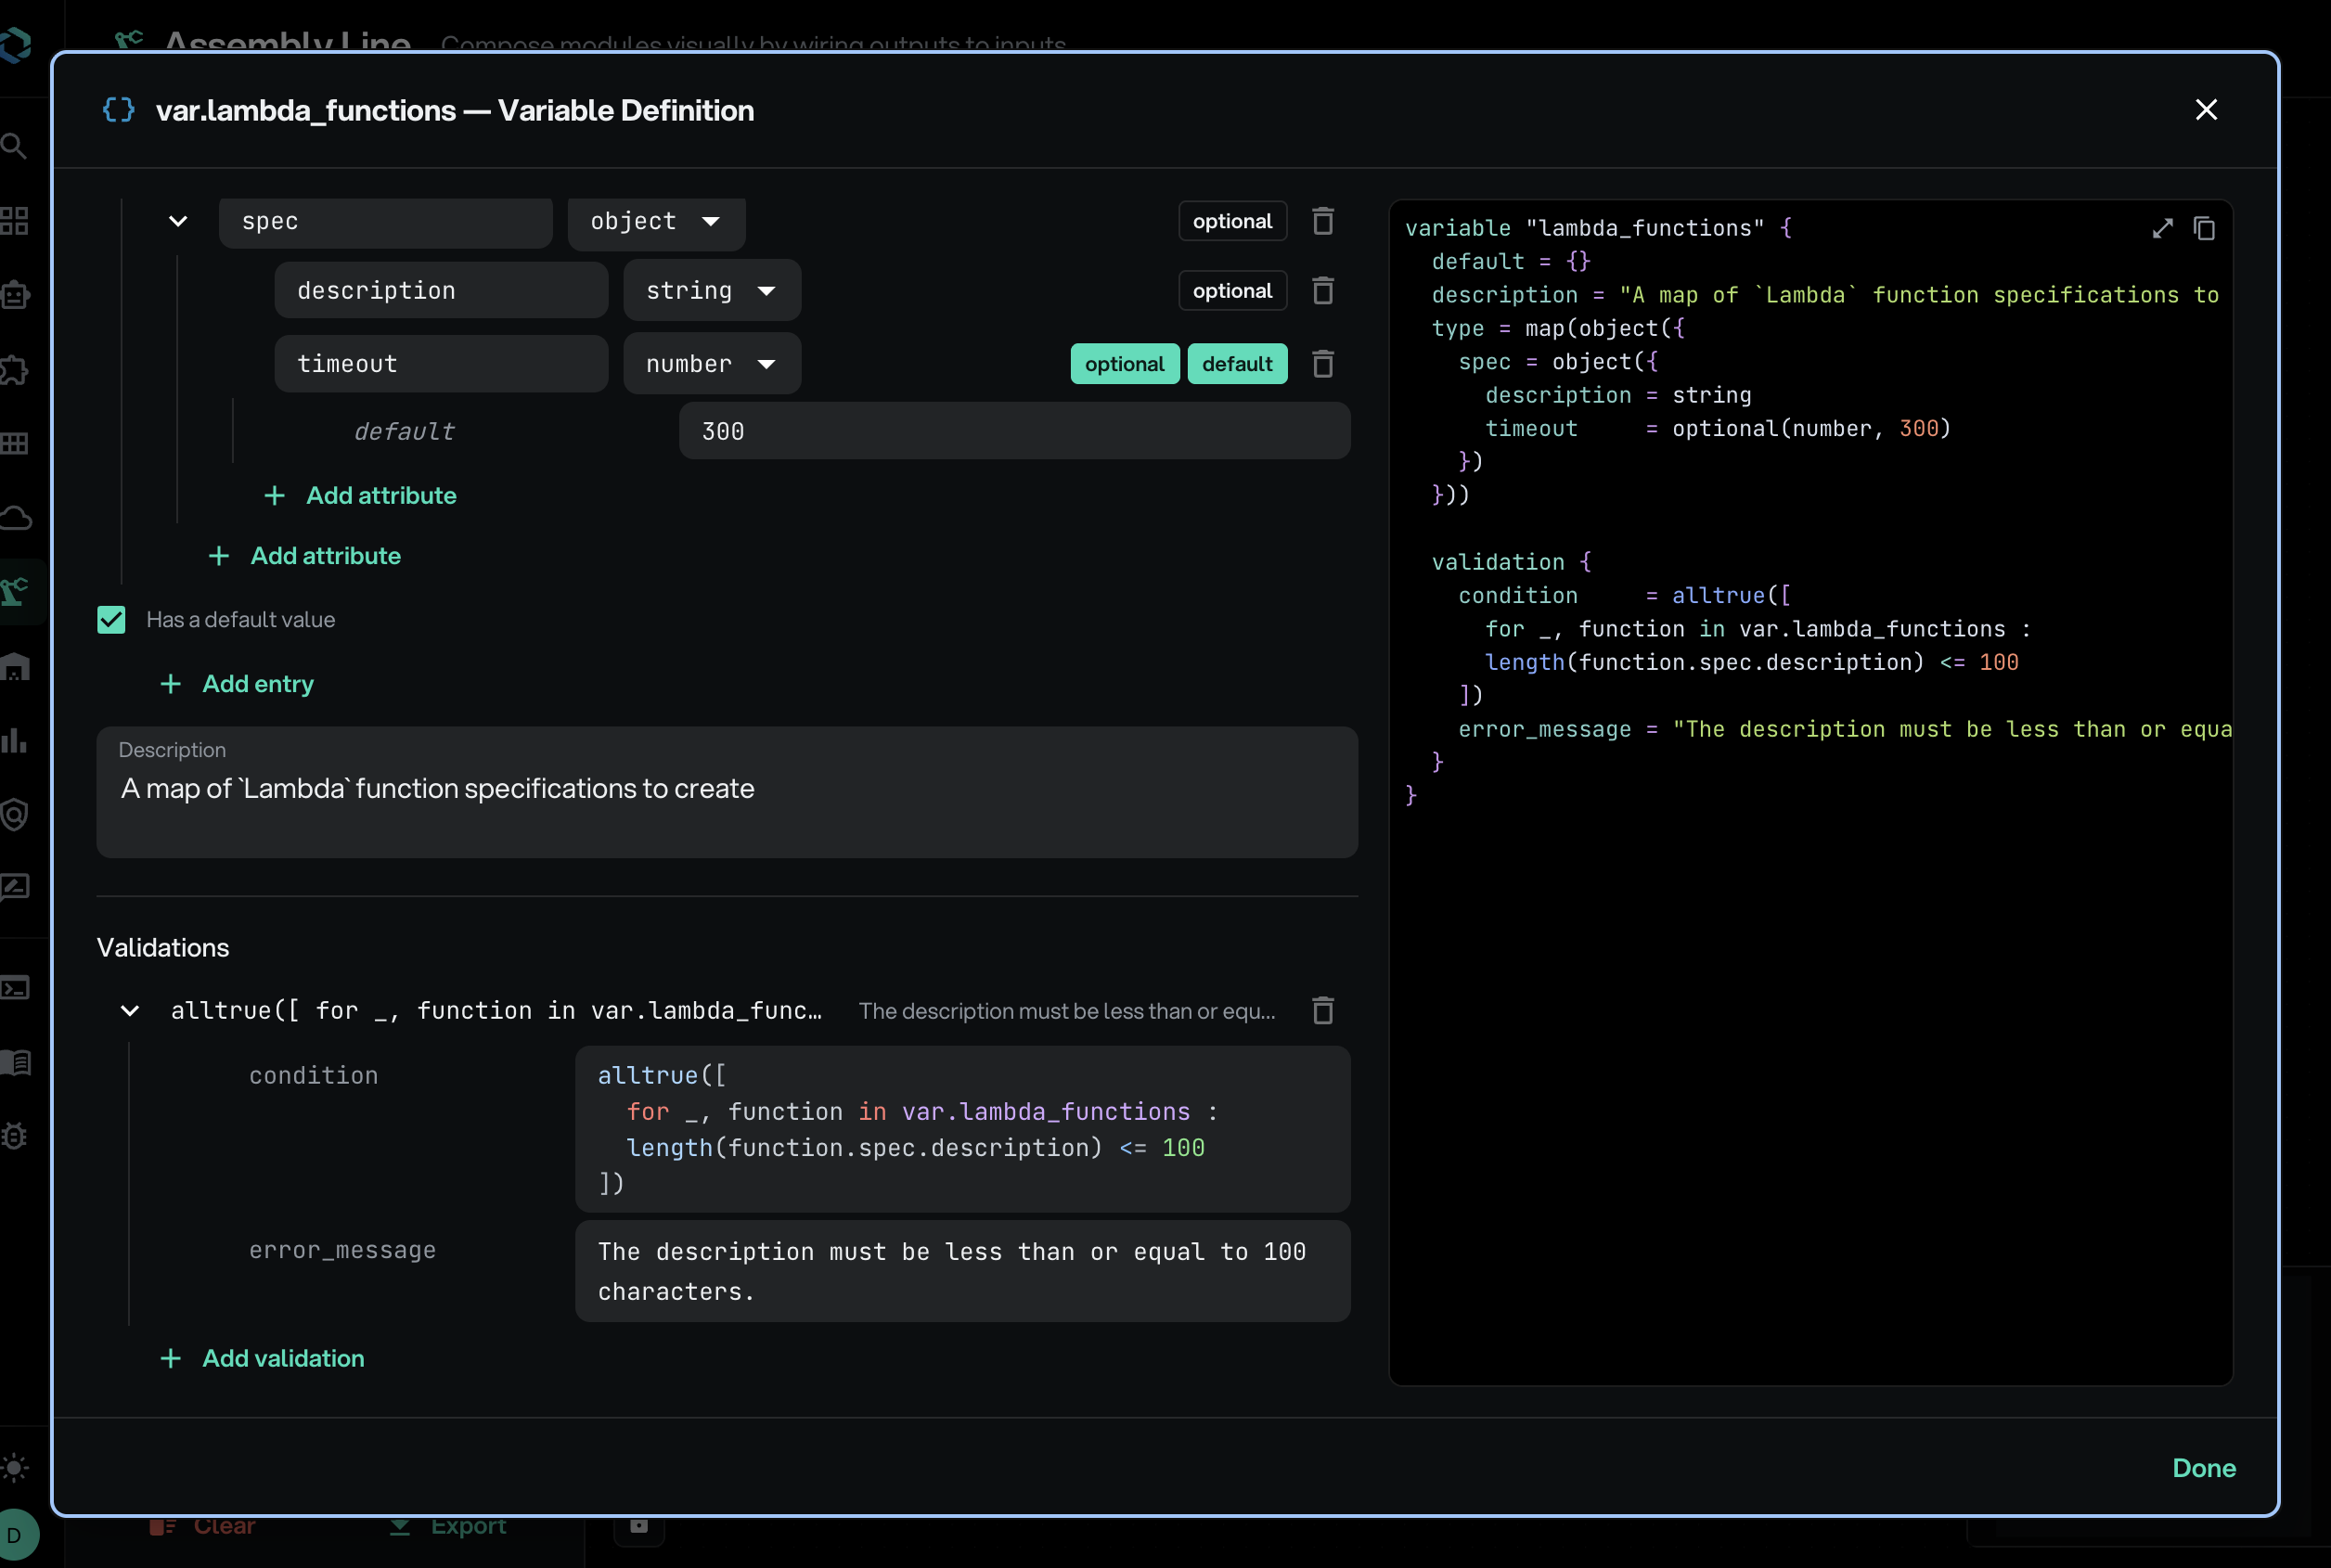 Assembly Line Compose modules visually by wiring outputs to inputs
var.lambda_functions — Variable Definition
spec object optional
description string optional
timeout number optional default
default 300
Add attribute
Add attribute
Has a default value
Add entry
Description
A map of `Lambda` function specifications to create
Validations
alltrue([ for _, function in var.lambda_func… The description must be less than or equ...
condition
alltrue([
for _, function in var.lambda_functions :
length(function.spec.description) <= 100
])
error_message
The description must be less than or equal to 100
characters.
Add validation
variable "lambda_functions" {
default = {}
description = "A map of `Lambda` function specifications to
type = map(object({
spec = object({
description = string
timeout = optional(number, 300)
})
}))
validation {
condition = alltrue([
for _, function in var.lambda_functions :
length(function.spec.description) <= 100
])
error_message = "The description must be less than or equa
}
}
Done
D
Clear Export